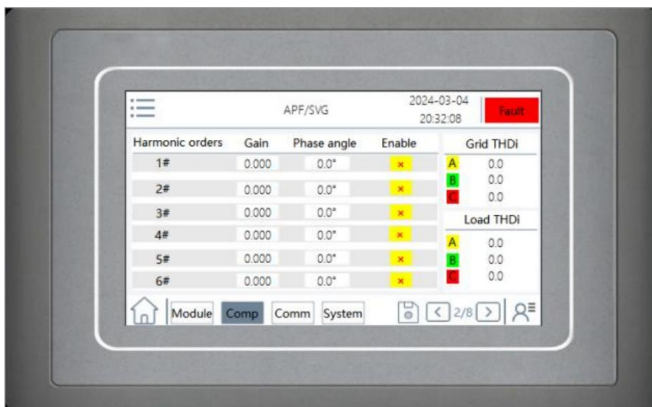 APF/SVG
2024-03-04
20:32:08
Fault
Harmonic orders Gain Phase angle Enable
1# 0.000 0.0° ×
2# 0.000 0.0° ×
3# 0.000 0.0° ×
4# 0.000 0.0° ×
5# 0.000 0.0° ×
6# 0.000 0.0° ×
Grid THDi
A 0.0
B 0.0
C 0.0
Load THDi
A 0.0
B 0.0
C 0.0
Module Comp Comm System < 2/8 >